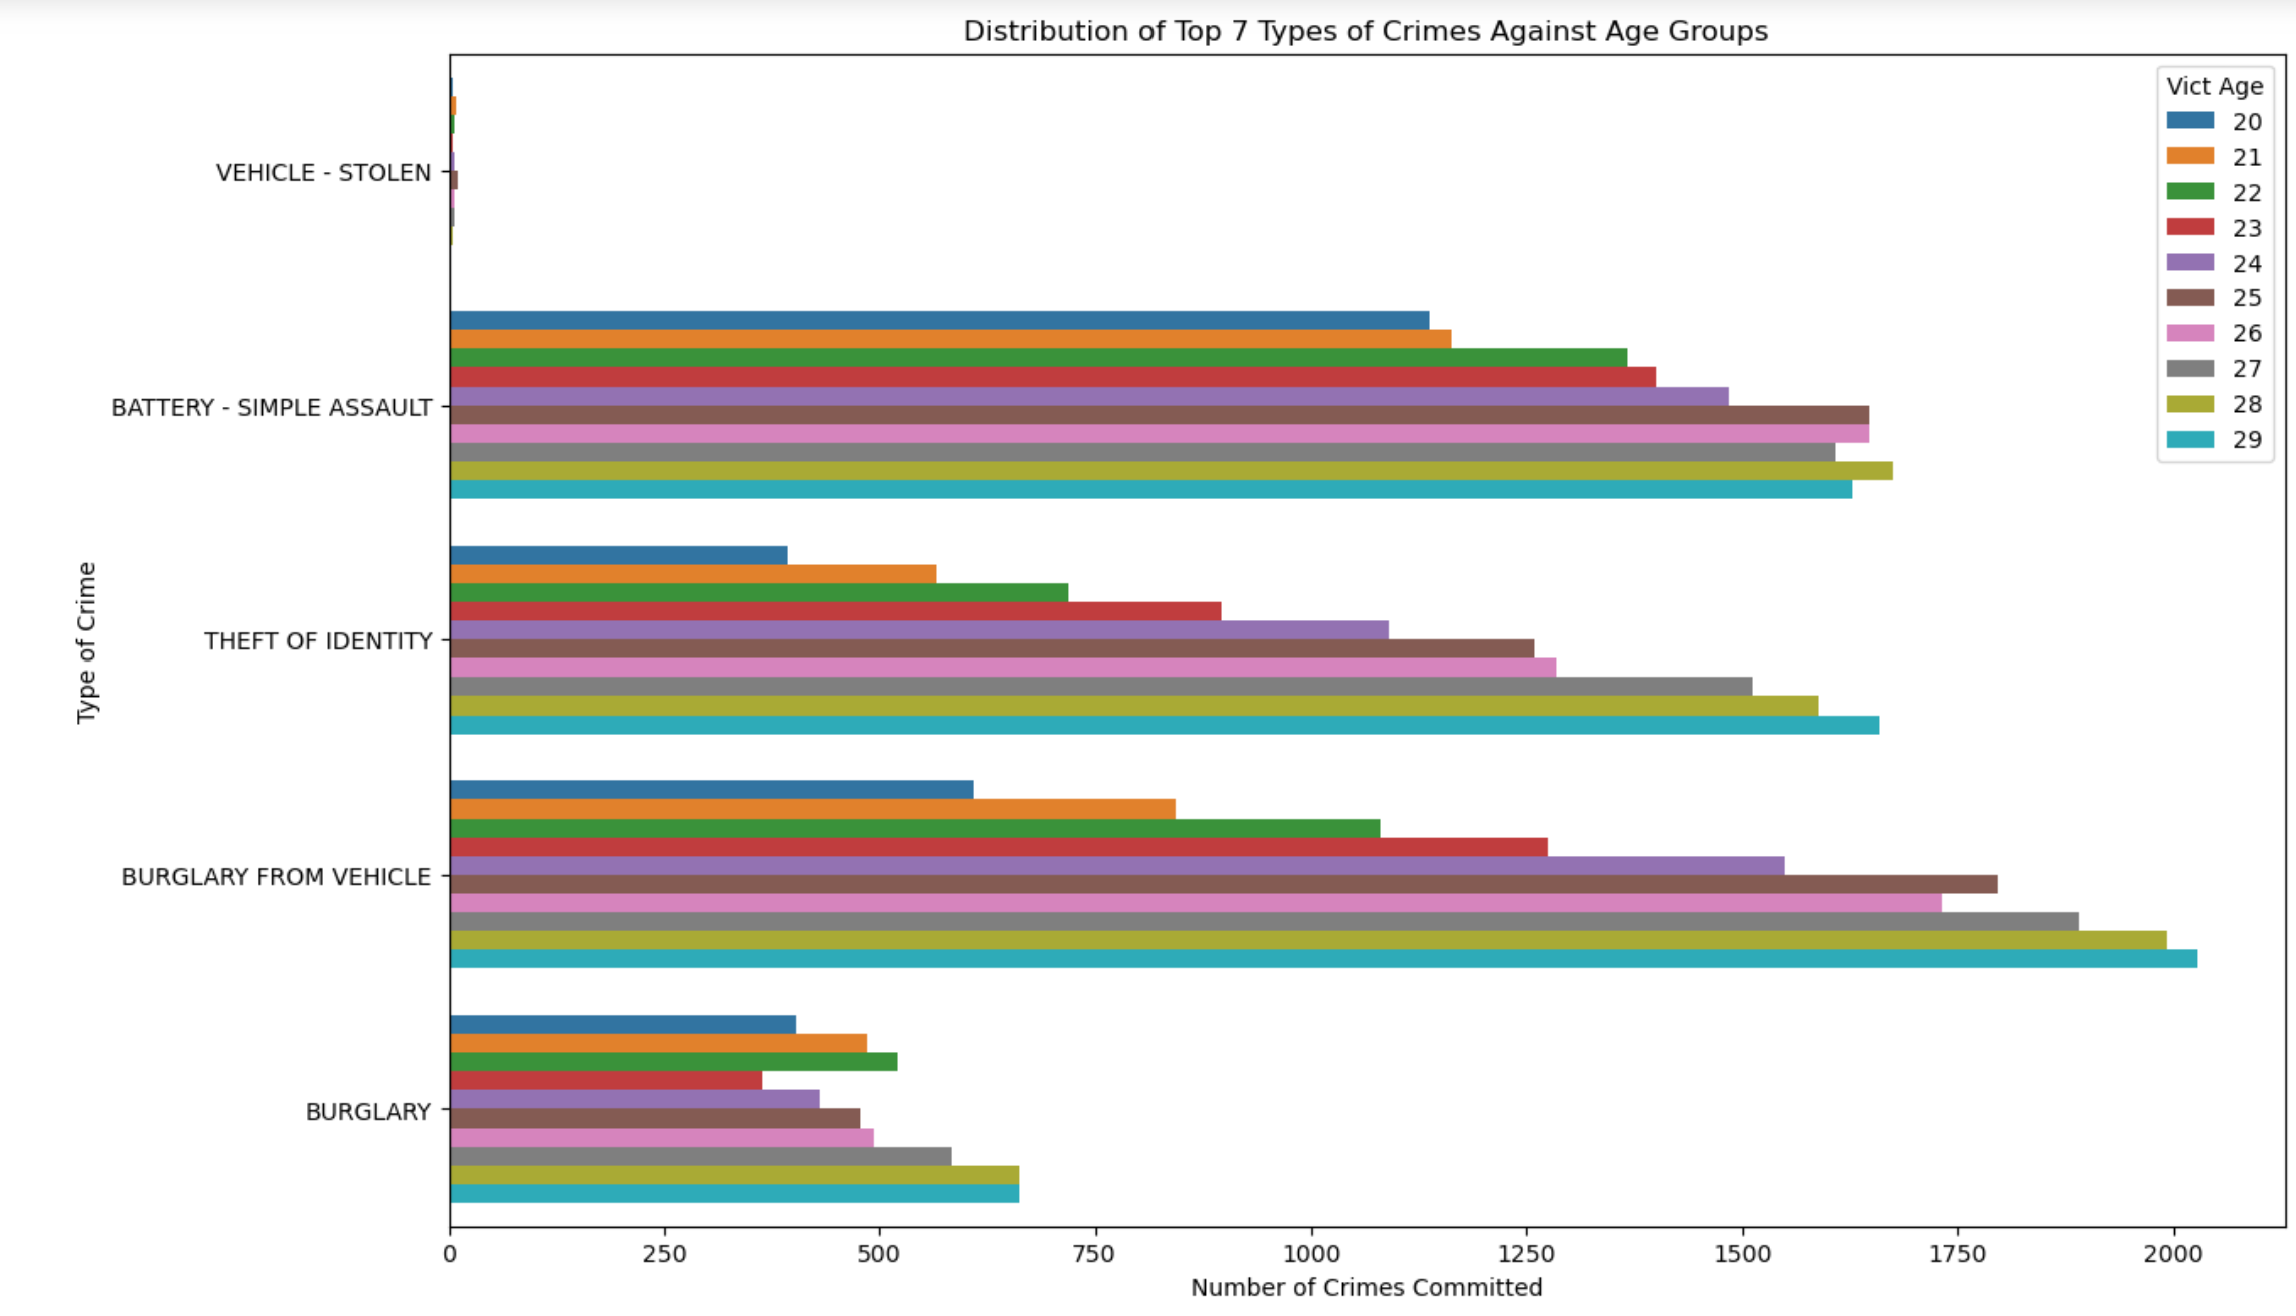 Distribution of Top 7 Types of Crimes Against Age Groups
Vict Age
20
21
22
23
24
25
26
27
28
29
VEHICLE - STOLEN
BATTERY - SIMPLE ASSAULT
THEFT OF IDENTITY
BURGLARY FROM VEHICLE
BURGLARY
Type of Crime
0 250 500 750 1000 1250 1500 1750 2000
Number of Crimes Committed